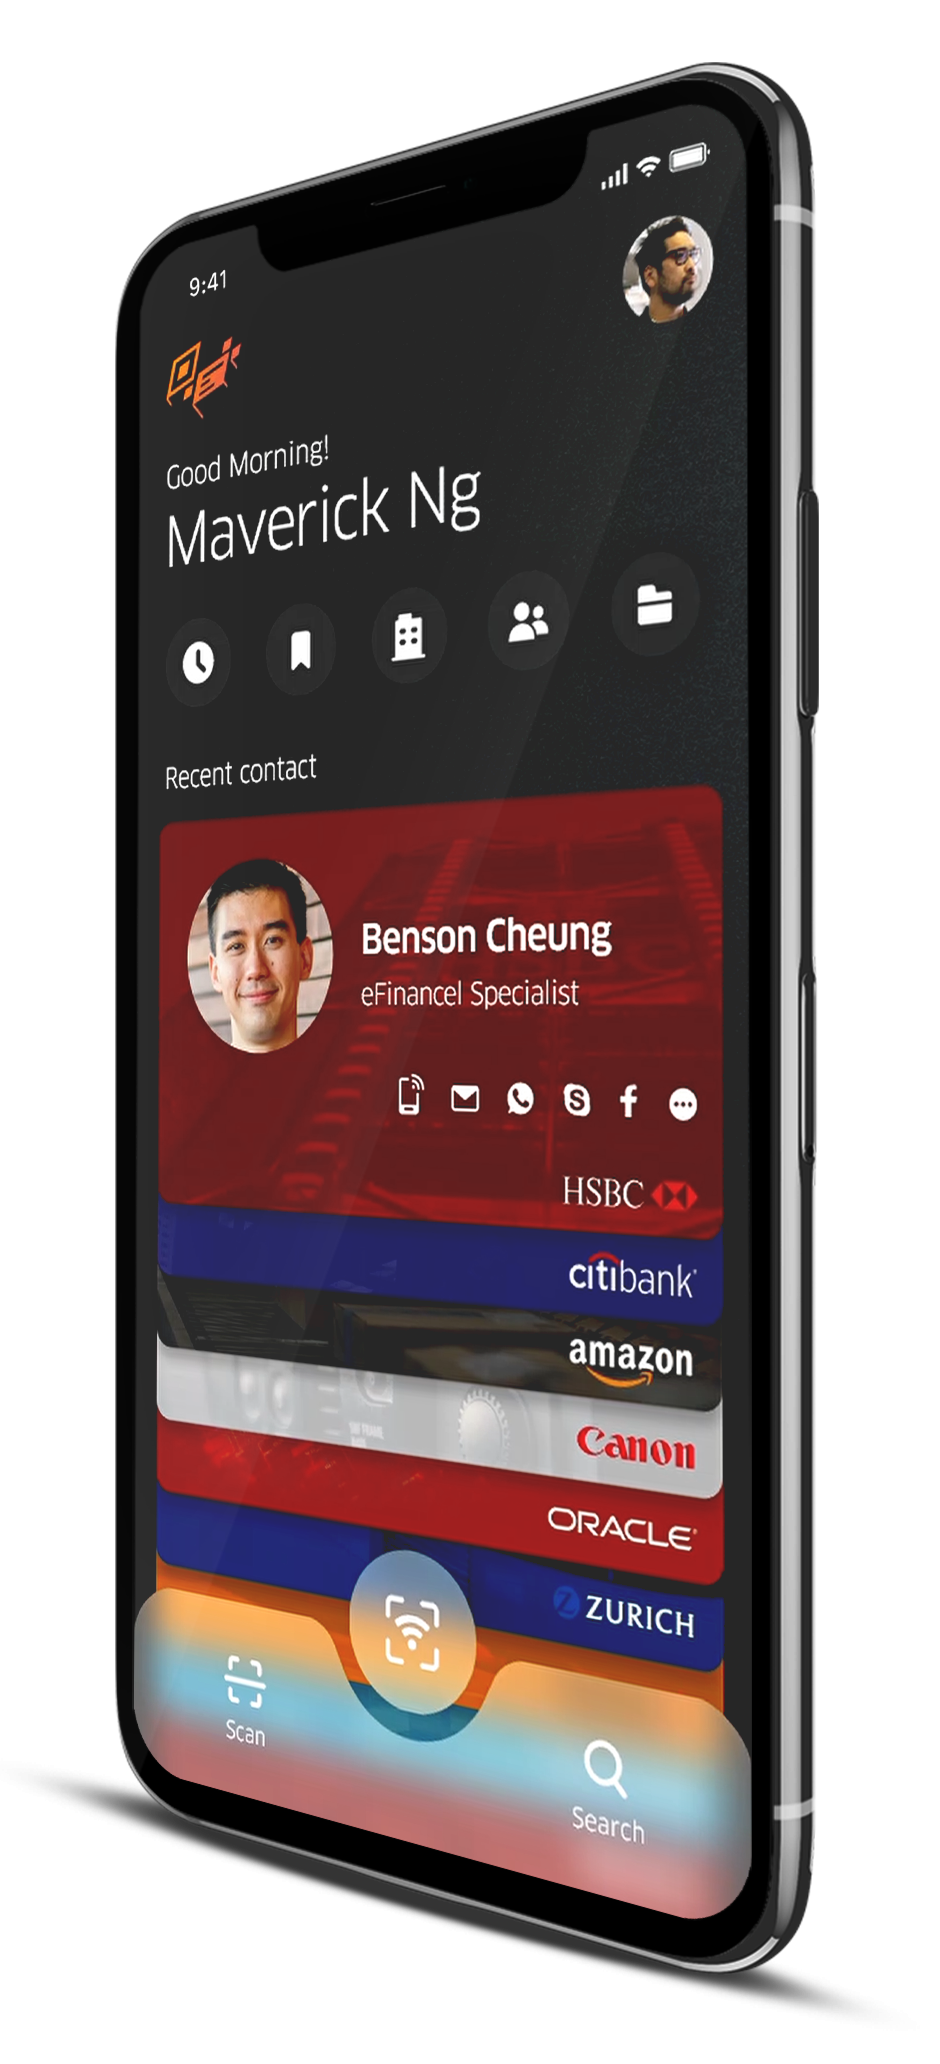 9:41
Good Morning!
Maverick Ng
Recent contact
Benson Cheung
eFinancel Specialist
HSBC
citibank
amazon
Canon
ORACLE
Z ZURICH
Scan
Search